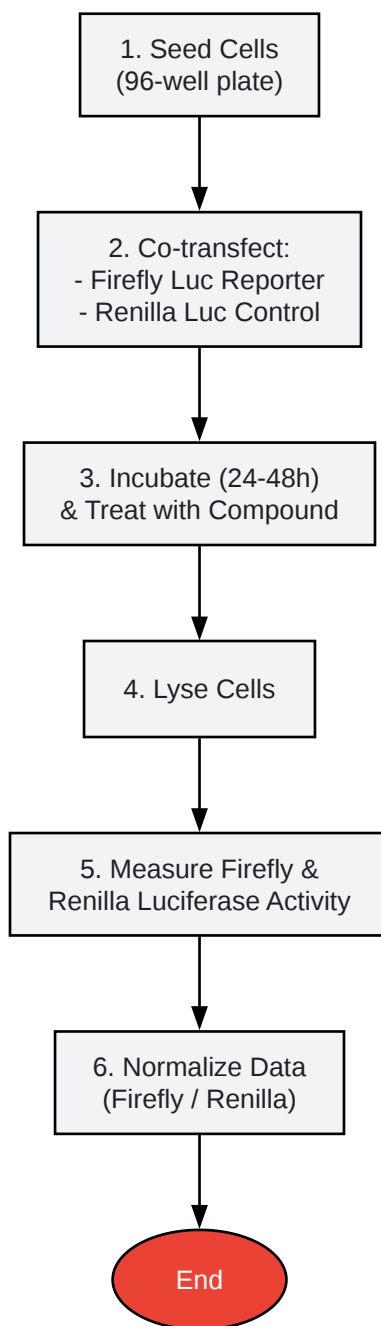 1. Seed Cells
(96-well plate)
2. Co-transfect:
- Firefly Luc Reporter
- Renilla Luc Control
3. Incubate (24-48h)
& Treat with Compound
4. Lyse Cells
5. Measure Firefly &
Renilla Luciferase Activity
6. Normalize Data
(Firefly / Renilla)
End